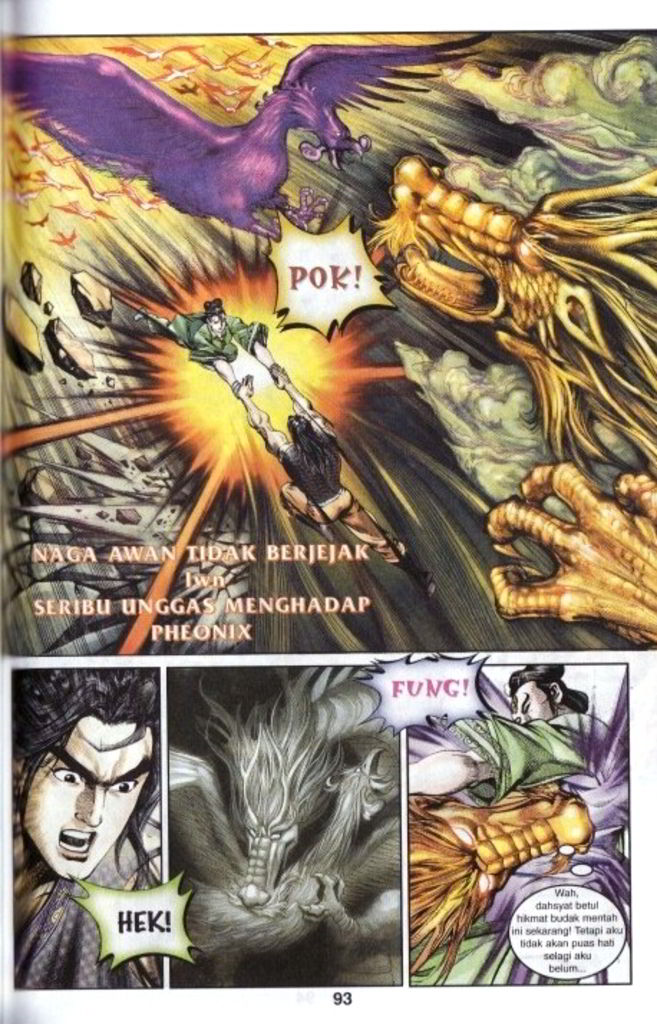 POK!
NAGA AWAN TIDAK BERJEJAK
lwn
SERIBU UNGGAS MENGHADAP
PHEONIX
HEK!
FUNG!
Wah,
dahsyat betul
hikmat budak mentah
ini sekarang! Tetapi aku
tidak akan puas hati
selagi aku
belum...
93